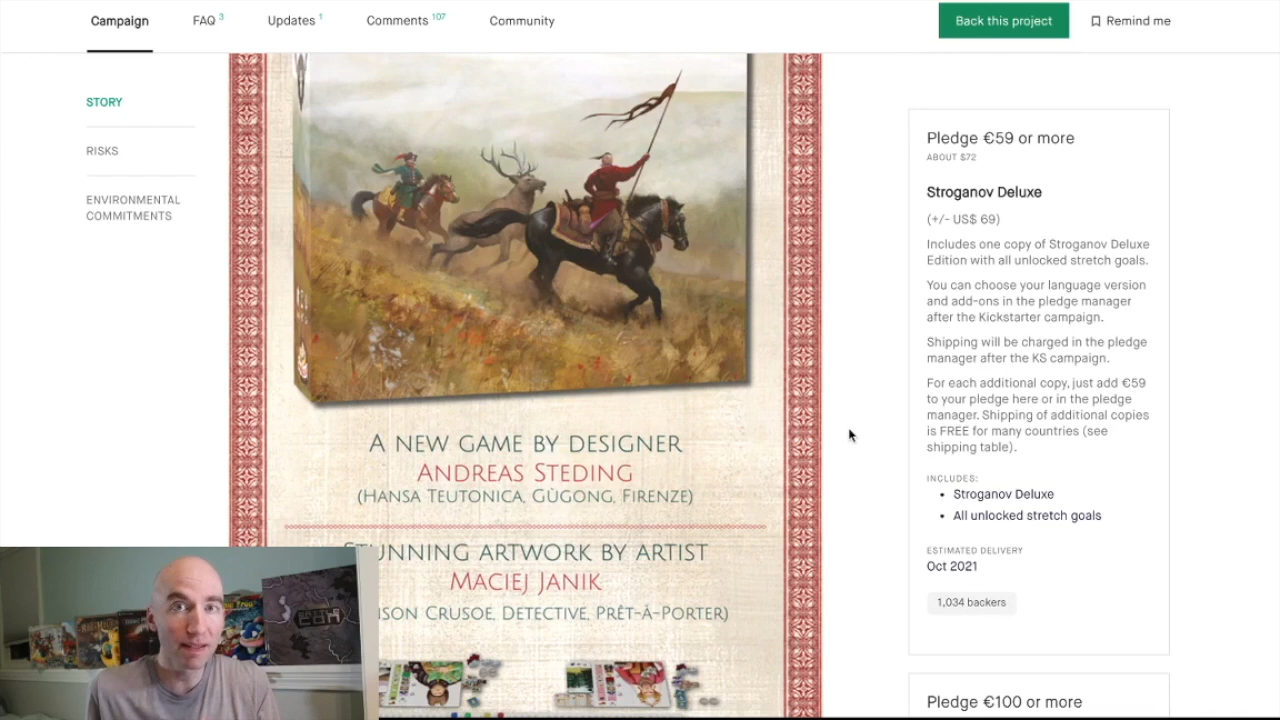 Campaign
FAQ 3
Updates 1
Comments 107
Community
Back this project
Remind me
STORY
RISKS
ENVIRONMENTAL
COMMITMENTS
A NEW GAME BY DESIGNER
ANDREAS STEDING
(HANSA TEUTONICA, GÙGONG, FIRENZE)
STUNNING ARTWORK BY ARTIST
MACIEJ JANIK
CRUSOE, DETECTIVE, PRÊT-À-PORTER)
Pledge €59 or more
ABOUT $72
Stroganov Deluxe
(+/- US$ 69)
Includes one copy of Stroganov Deluxe
Edition with all unlocked stretch goals.
You can choose your language version
and add-ons in the pledge manager
after the Kickstarter campaign.
Shipping will be charged in the pledge
manager after the KS campaign.
For each additional copy, just add €59
to your pledge here or in the pledge
manager. Shipping of additional copies
is FREE for many countries (see
shipping table).
INCLUDES:
• Stroganov Deluxe
• All unlocked stretch goals
ESTIMATED DELIVERY
Oct 2021
1,034 backers
Pledge €100 or more